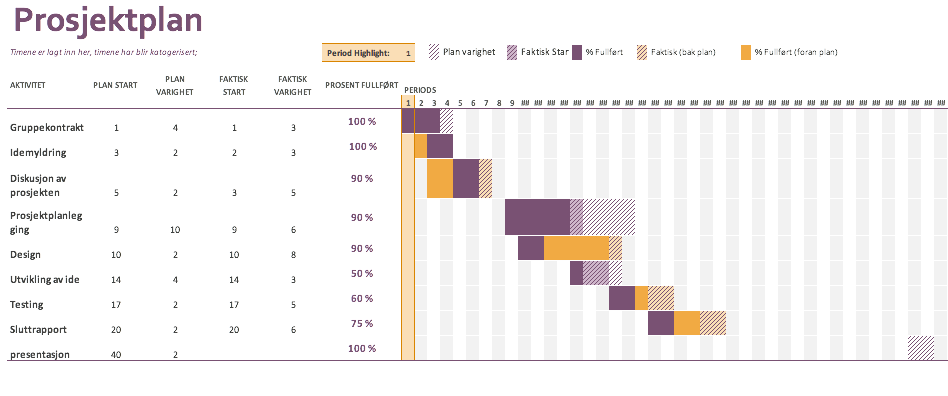 Prosjektplan
Timene er lagt inn her, timene har blir katogerisert;
Period Highlight: 1
Plan varighet
Faktisk Star
% Fullført
Faktisk (bak plan)
% Fullført (foran plan)
AKTIVITET PLAN START PLAN VARIGHET FAKTISK START FAKTISK VARIGHET PROSENT FULLFØRT PERIODS
1 2 3 4 5 6 7 8 9 ## ## ## ## ## ## ## ## ## ## ## ## ## ## ## ## ## ## ## ## ## ## ## ## ## ## ## ## ## ## ## ## ##
Gruppekontrakt 1 4 1 3 100 %
Idemyldring 3 2 2 3 100 %
Diskusjon av
prosjekten 5 2 3 5 90 %
Prosjektplanleg
ging 9 10 9 6 90 %
Design 10 2 10 8 90 %
Utvikling av ide 14 4 14 3 50 %
Testing 17 2 17 5 60 %
Sluttrapport 20 2 20 6 75 %
presentasjon 40 2 100 %